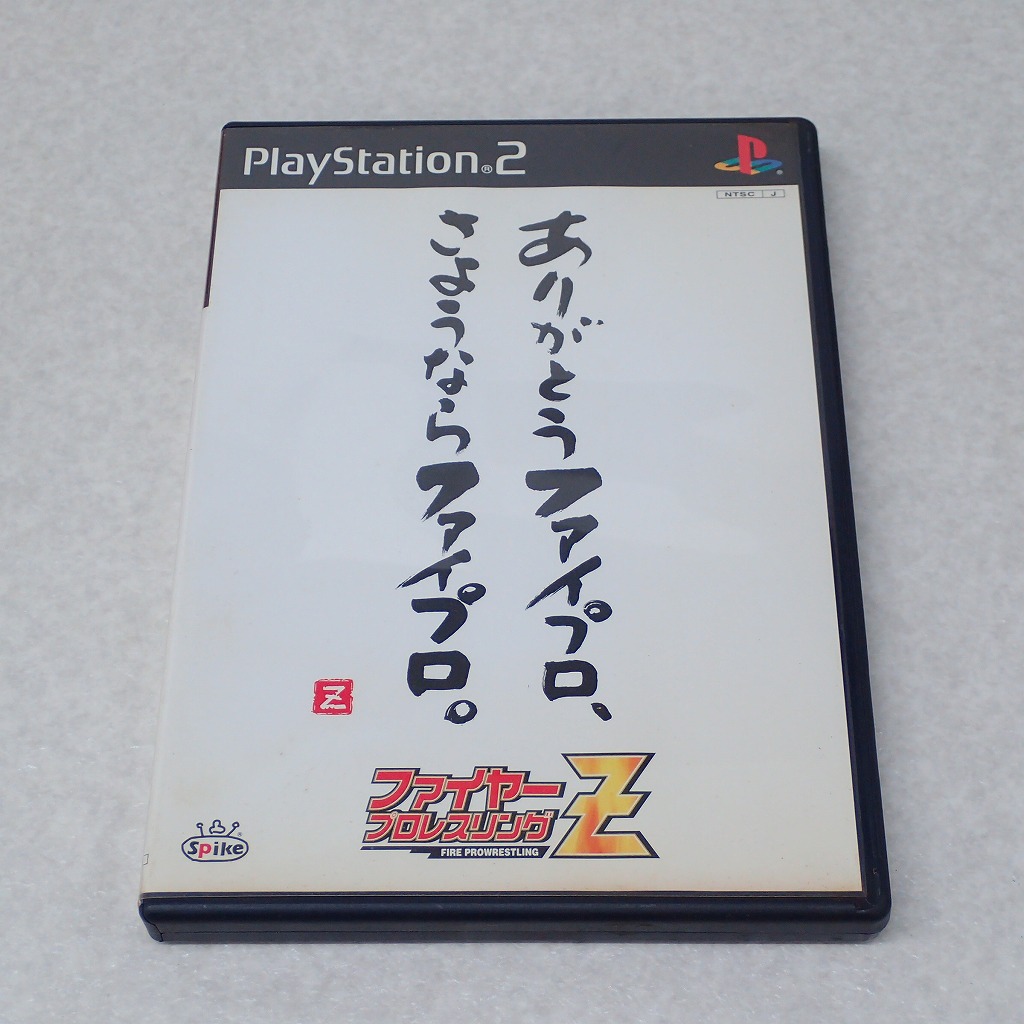 PlayStation®2
NTSC J
ありがとうファイプロ、
さようならファイプロ。
Z
ファイヤー
プロレスリング
Z
FIRE PROWRESTLING
Spike®